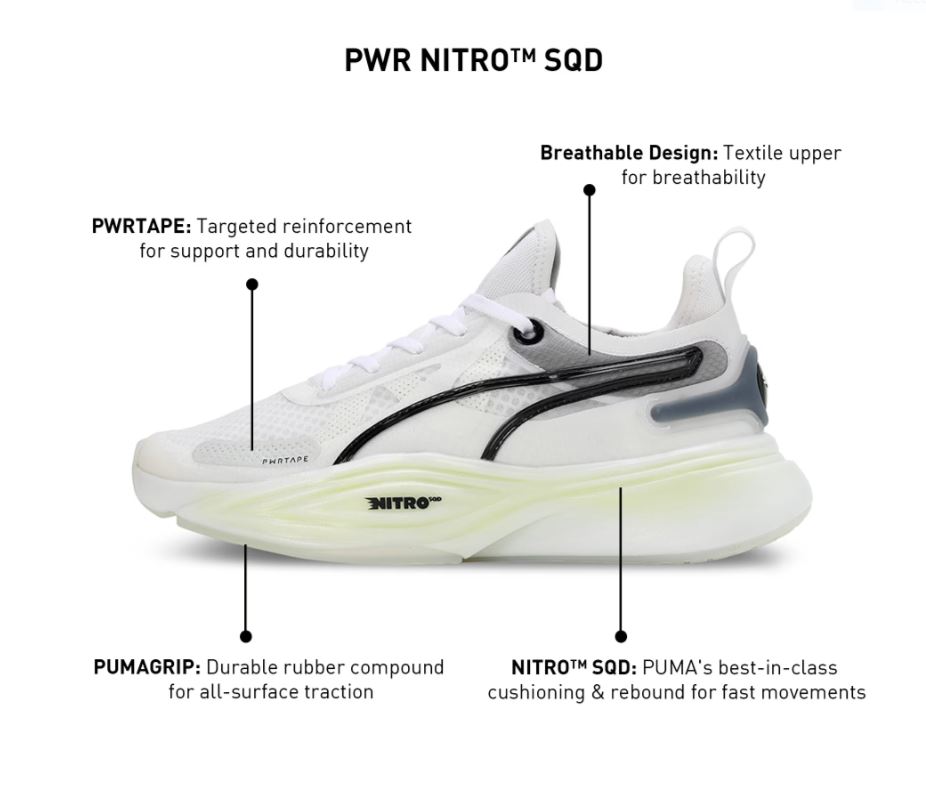 PWR NITRO™ SQD
Breathable Design: Textile upper
for breathability
PWRTAPE: Targeted reinforcement
for support and durability
PWRTAPE
NITRO SQD
PUMAGRIP: Durable rubber compound
for all-surface traction
NITRO™ SQD: PUMA's best-in-class
cushioning & rebound for fast movements